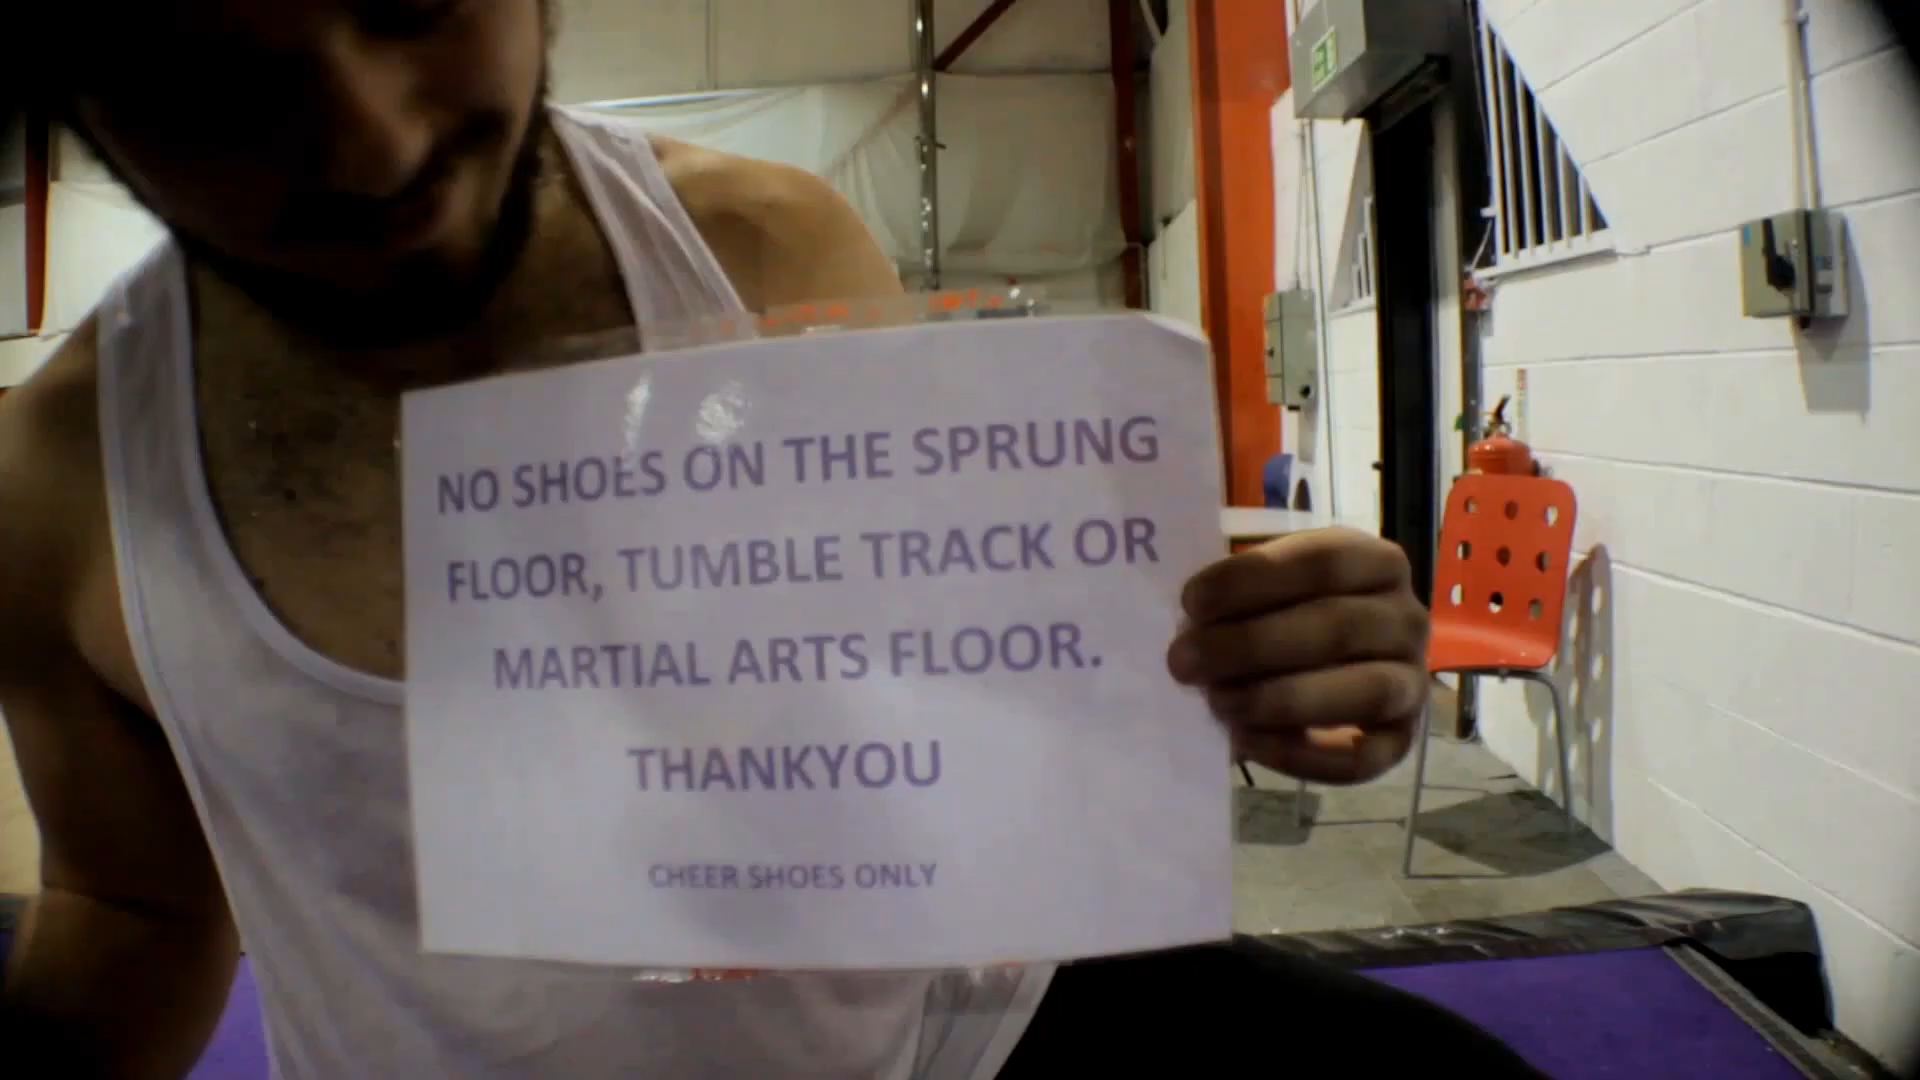 NO SHOES ON THE SPRUNG
FLOOR, TUMBLE TRACK OR
MARTIAL ARTS FLOOR.
THANKYOU
CHEER SHOES ONLY